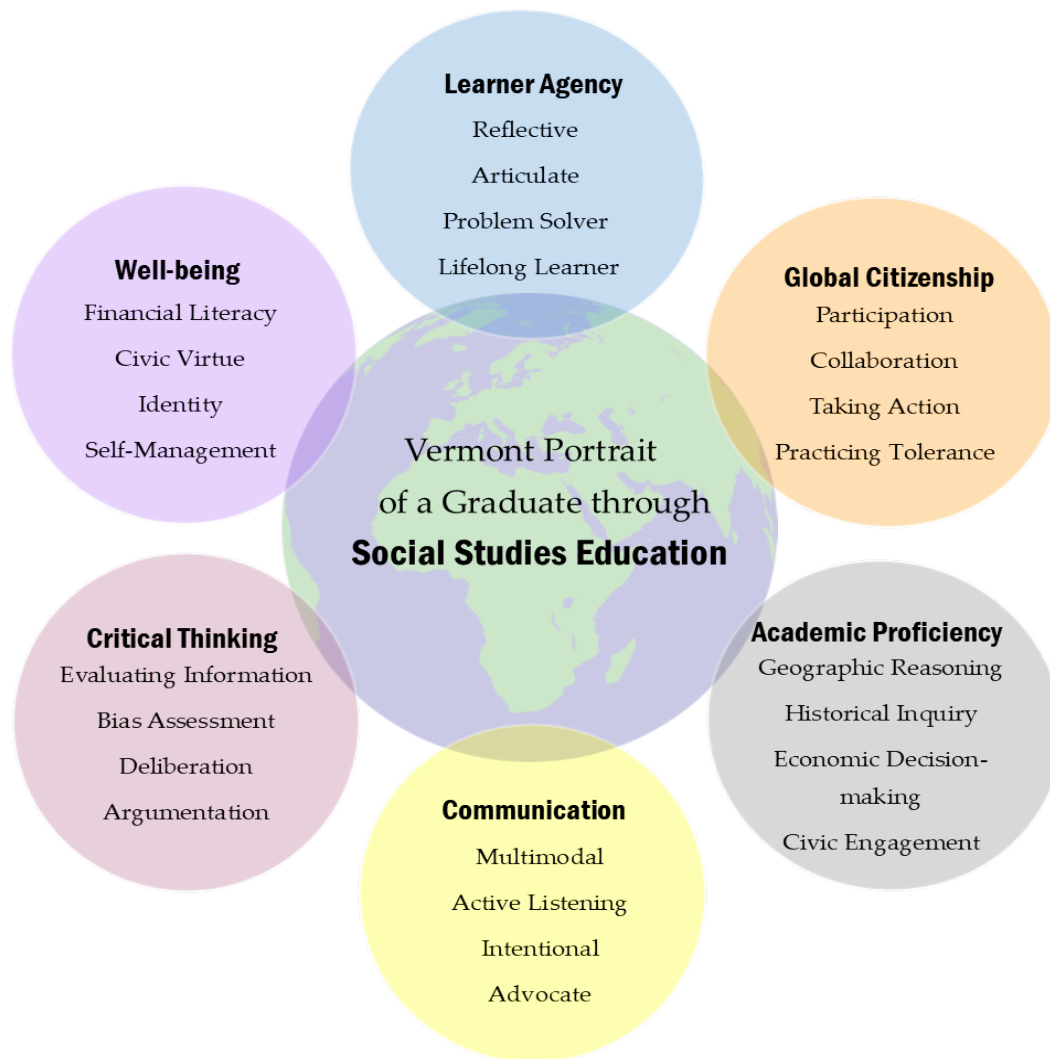 Learner Agency
Reflective
Articulate
Problem Solver
Lifelong Learner
Well-being
Financial Literacy
Civic Virtue
Identity
Self-Management
Global Citizenship
Participation
Collaboration
Taking Action
Practicing Tolerance
Vermont Portrait
of a Graduate through
Social Studies Education
Critical Thinking
Evaluating Information
Bias Assessment
Deliberation
Argumentation
Academic Proficiency
Geographic Reasoning
Historical Inquiry
Economic Decision-
making
Civic Engagement
Communication
Multimodal
Active Listening
Intentional
Advocate